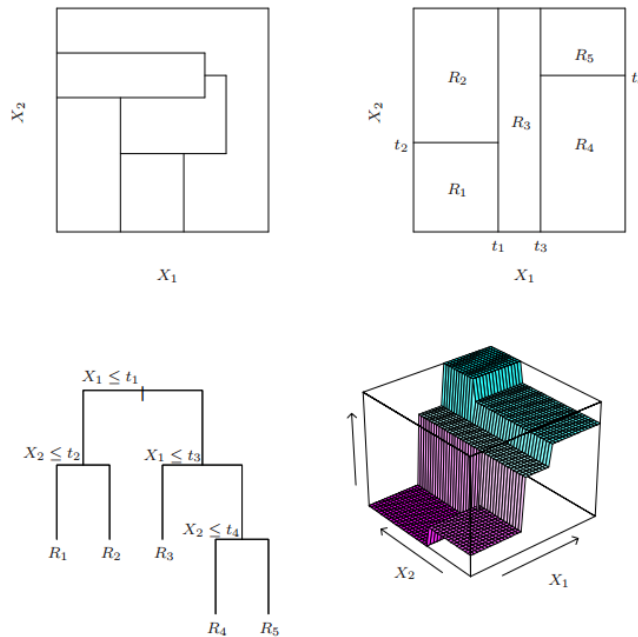 X₂
X₁
X₂
t₂
R₂
R₁
R₃
R₅
R₄
t
t₁
t₃
X₁
X₁ ≤ t₁
X₂ ≤ t₂
X₁ ≤ t₃
X₂ ≤ t₄
R₁
R₂
R₃
R₄
R₅
X₂
X₁